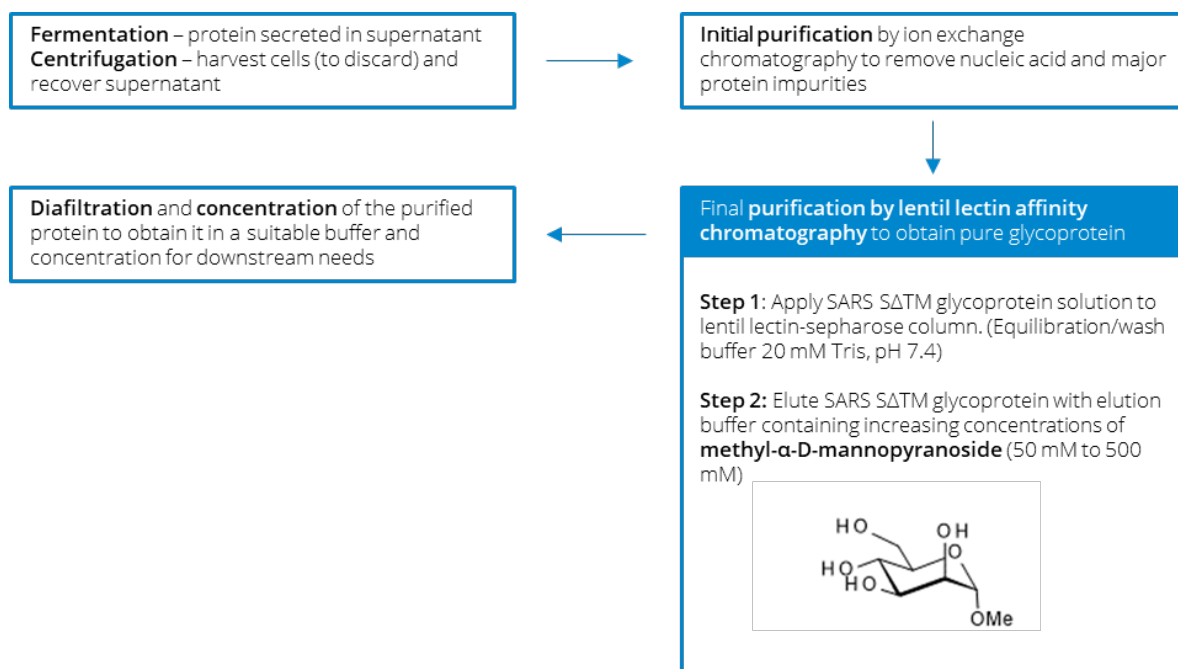 Fermentation – protein secreted in supernatant
Centrifugation – harvest cells (to discard) and
recover supernatant
Initial purification by ion exchange
chromatography to remove nucleic acid and major
protein impurities
Final purification by lentil lectin affinity
chromatography to obtain pure glycoprotein
Step 1: Apply SARS SΔTM glycoprotein solution to
lentil lectin-sepharose column. (Equilibration/wash
buffer 20 mM Tris, pH 7.4)
Step 2: Elute SARS SΔTM glycoprotein with elution
buffer containing increasing concentrations of
methyl-α-D-mannopyranoside (50 mM to 500
mM)
HO
OH
O
HO
HO
OMe
Diafiltration and concentration of the purified
protein to obtain it in a suitable buffer and
concentration for downstream needs